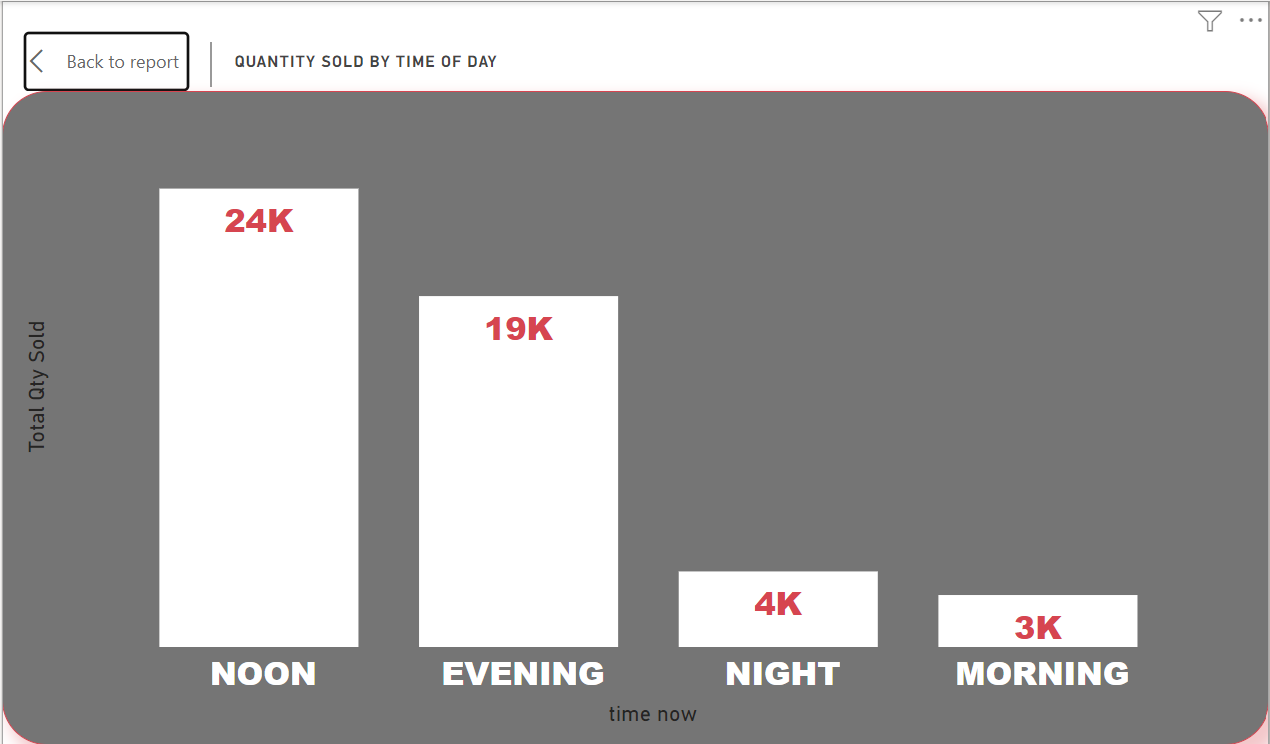 Back to report
QUANTITY SOLD BY TIME OF DAY
Total Qty Sold
24K
19K
4K
3K
NOON
EVENING
NIGHT
MORNING
time now